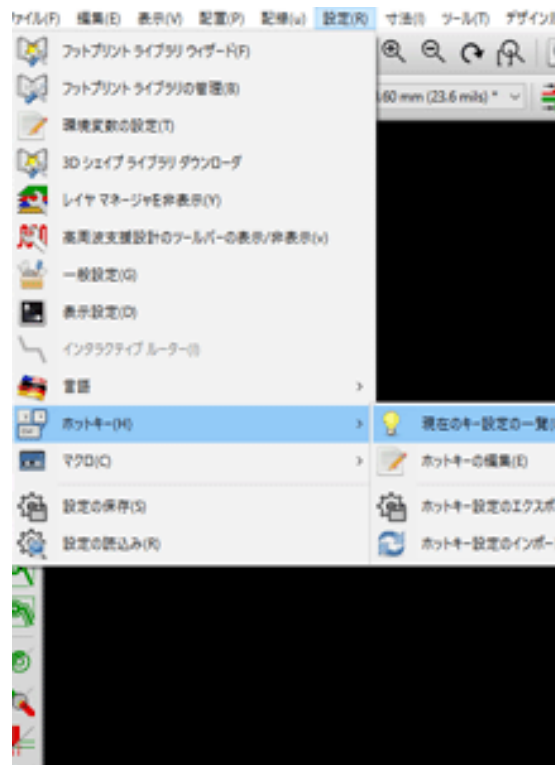 ァイル(F) 編集(E) 表示(V) 配置(P) 配線(u) 設定(R) 寸法(I) ツール(T) デザイン
フットプリント ライブラリ ウィザード(F)
フットプリント ライブラリの管理(B)
.60 mm (23.6 mils) *
環境変数の設定(T)
3D シェイプ ライブラリ ダウンローダ
レイヤ マネージャE非表示(Y)
高周波支援設計のツールバーの表示/非表示(v)
一般設定(G)
表示設定(D)
インタラクティブ ルーター(I)
言語
ホットキー(H)
現在のキー設定の一覧(
マクロ(C)
ホットキーの編集(E)
設定の保存(S)
ホットキー設定のエクスポ
設定の読込み(R)
ホットキー設定のインポー